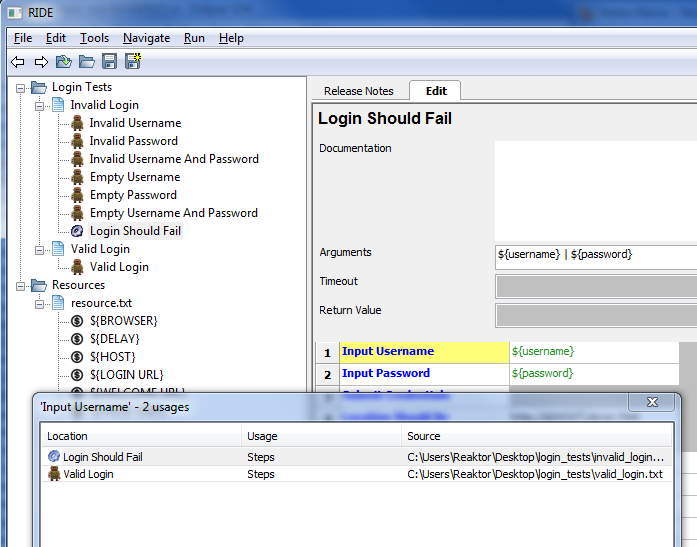 RIDE
File Edit Tools Navigate Run Help
Login Tests
Invalid Login
Invalid Username
Invalid Password
Invalid Username And Password
Empty Username
Empty Password
Empty Username And Password
Login Should Fail
Valid Login
Valid Login
Resources
resource.txt
${BROWSER}
${DELAY}
${HOST}
${LOGIN URL}
${WELCOME URL}
Release Notes Edit
Login Should Fail
Documentation
Arguments ${username} | ${password}
Timeout
Return Value
1 Input Username ${username}
2 Input Password ${password}
'Input Username' - 2 usages
Location Usage Source
Login Should Fail Steps C:\Users\Reaktor\Desktop\login_tests\invalid_login...
Valid Login Steps C:\Users\Reaktor\Desktop\login_tests\valid_login.txt